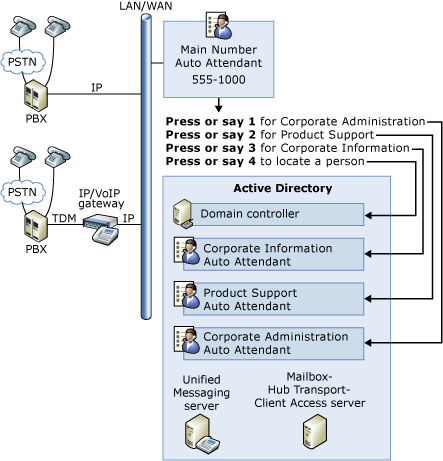 LAN/WAN
PSTN
PBX
IP
Main Number
Auto Attendant
555-1000
Press or say 1 for Corporate Administration
Press or say 2 for Product Support
Press or say 3 for Corporate Information
Press or say 4 to locate a person
PSTN
PBX
TDM
IP/VoIP
gateway
IP
Active Directory
Domain controller
Corporate Information
Auto Attendant
Product Support
Auto Attendant
Corporate Administration
Auto Attendant
Unified
Messaging
server
Mailbox-
Hub Transport-
Client Access server